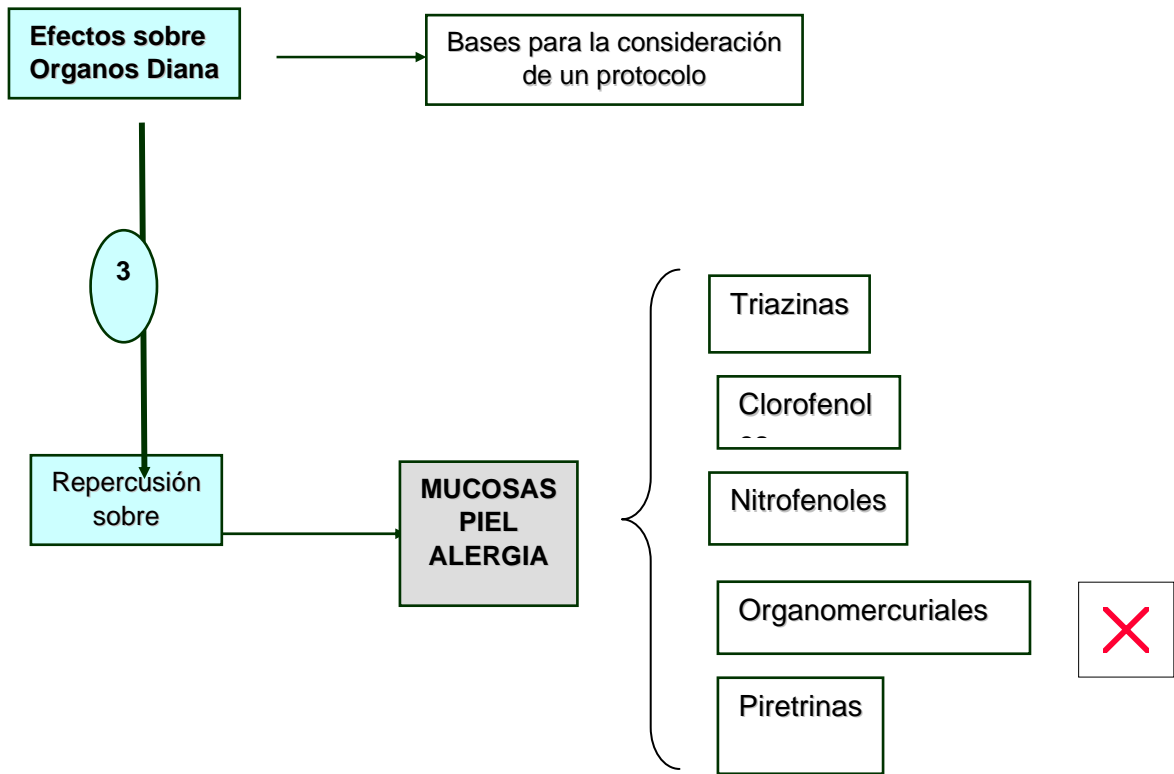 Efectos sobre
Organos Diana
Bases para la consideración
de un protocolo
3
Repercusión
sobre
MUCOSAS
PIEL
ALERGIA
Triazinas
Clorofenol
Nitrofenoles
Organomercuriales
Piretrinas